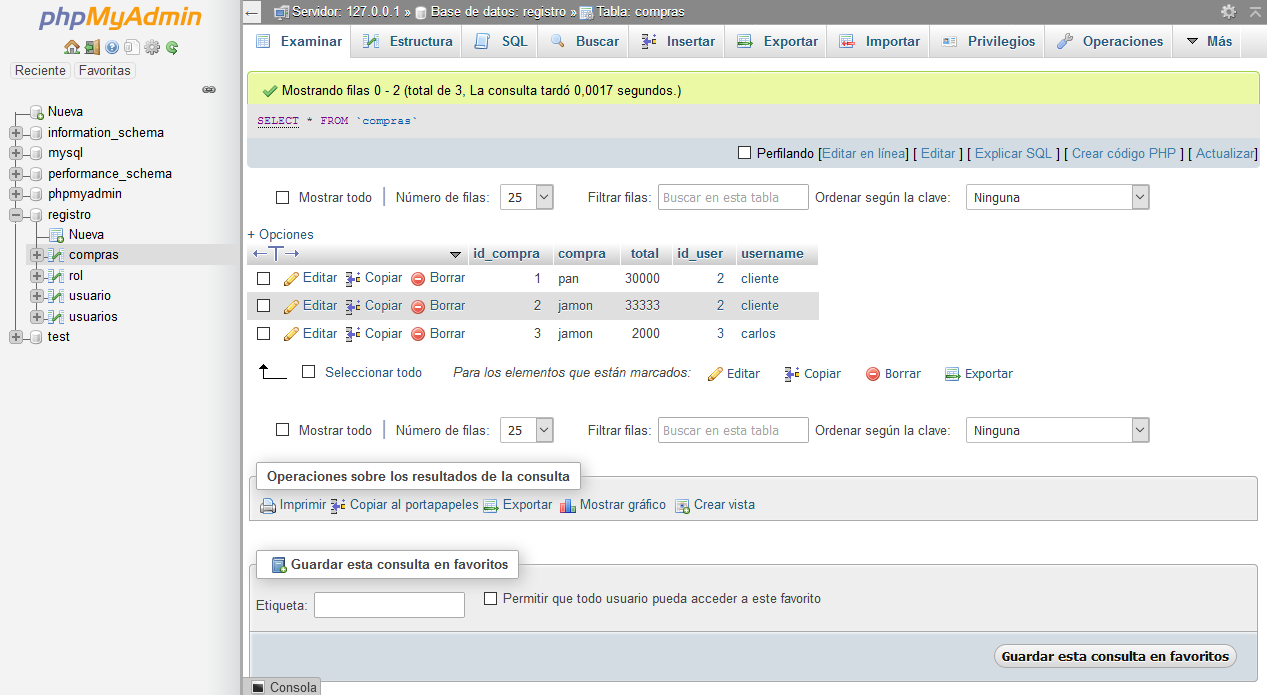 phpMyAdmin
Reciente Favoritas
Nueva
information_schema
mysql
performance_schema
phpmyadmin
registro
Nueva
compras
rol
usuario
usuarios
test
Servidor: 127.0.0.1 » Base de datos: registro » Tabla: compras
Examinar Estructura SQL Buscar Insertar Exportar Importar Privilegios Operaciones Más
Mostrando filas 0 - 2 (total de 3, La consulta tardó 0,0017 segundos.)
SELECT * FROM `compras`
Perfilando [Editar en línea] [ Editar ] [ Explicar SQL ] [ Crear código PHP ] [ Actualizar]
Mostrar todo Número de filas: 25 Filtrar filas: Buscar en esta tabla Ordenar según la clave: Ninguna
+ Opciones
←T→ id_compra compra total id_user username
Editar Copiar Borrar 1 pan 30000 2 cliente
Editar Copiar Borrar 2 jamon 33333 2 cliente
Editar Copiar Borrar 3 jamon 2000 3 carlos
Seleccionar todo Para los elementos que están marcados: Editar Copiar Borrar Exportar
Mostrar todo Número de filas: 25 Filtrar filas: Buscar en esta tabla Ordenar según la clave: Ninguna
Operaciones sobre los resultados de la consulta
Imprimir Copiar al portapapeles Exportar Mostrar gráfico Crear vista
Guardar esta consulta en favoritos
Etiqueta: Permitir que todo usuario pueda acceder a este favorito
Guardar esta consulta en favoritos
Consola